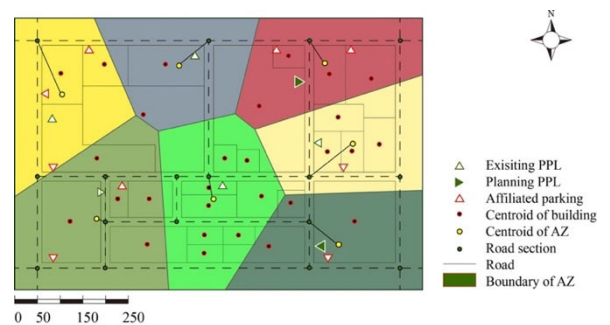 N
Exisiting PPL
Planning PPL
Affiliated parking
Centroid of building
Centroid of AZ
Road section
Road
Boundary of AZ
0 50 150 250